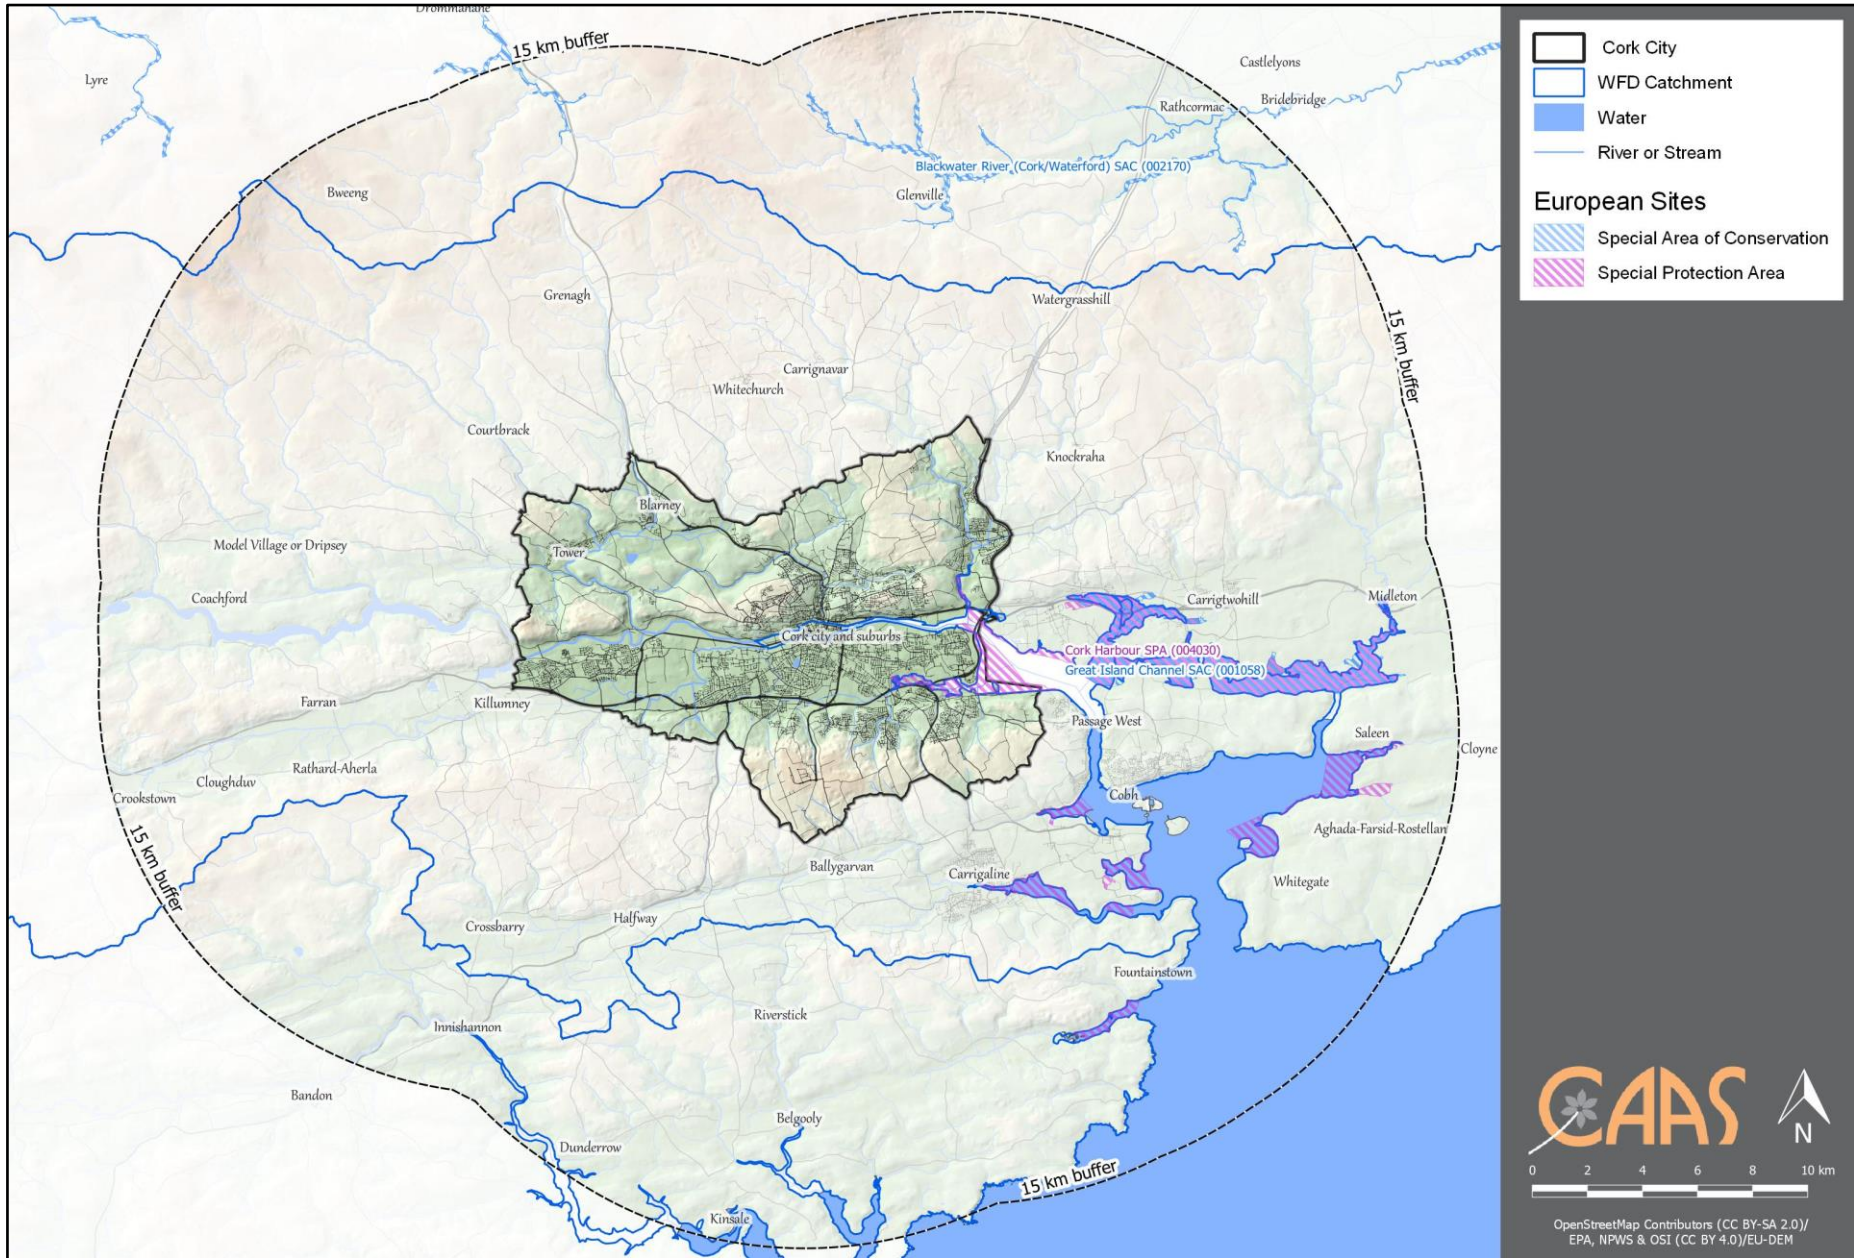 Drommahane
15 km buffer
Lyre
Castlelyons
Rathcormac
Bridebridge
Blackwater River (Cork/Waterford) SAC (002170)
Bweeng
Glenville
Grenagh
Watergrasshill
15 km buffer
Carrignavar
Whitechurch
Courtbrack
Knockraha
Blarney
Model Village or Dripsey
Tower
Coachford
Carrigtwohill
Midleton
Cork city and suburbs
Cork Harbour SPA (004030)
Great Island Channel SAC (001058)
Farran
Killumney
Passage West
Saleen
Cloyne
Rathard-Aherla
Cloughduv
Crookstown
Cobh
15 km buffer
Aghada-Farsid-Rostellan
Ballygarvan
Carrigaline
Whitegate
Halfway
Crossbarry
Fountainstown
Riverstick
Innishannon
Bandon
Belgooly
Dunderrow
15 km buffer
Kinsale
Cork City
WFD Catchment
Water
River or Stream
European Sites
Special Area of Conservation
Special Protection Area
CAAS
N
0 2 4 6 8 10 km
OpenStreetMap Contributors (CC BY-SA 2.0)/
EPA, NPWS & OSI (CC BY 4.0)/EU-DEM